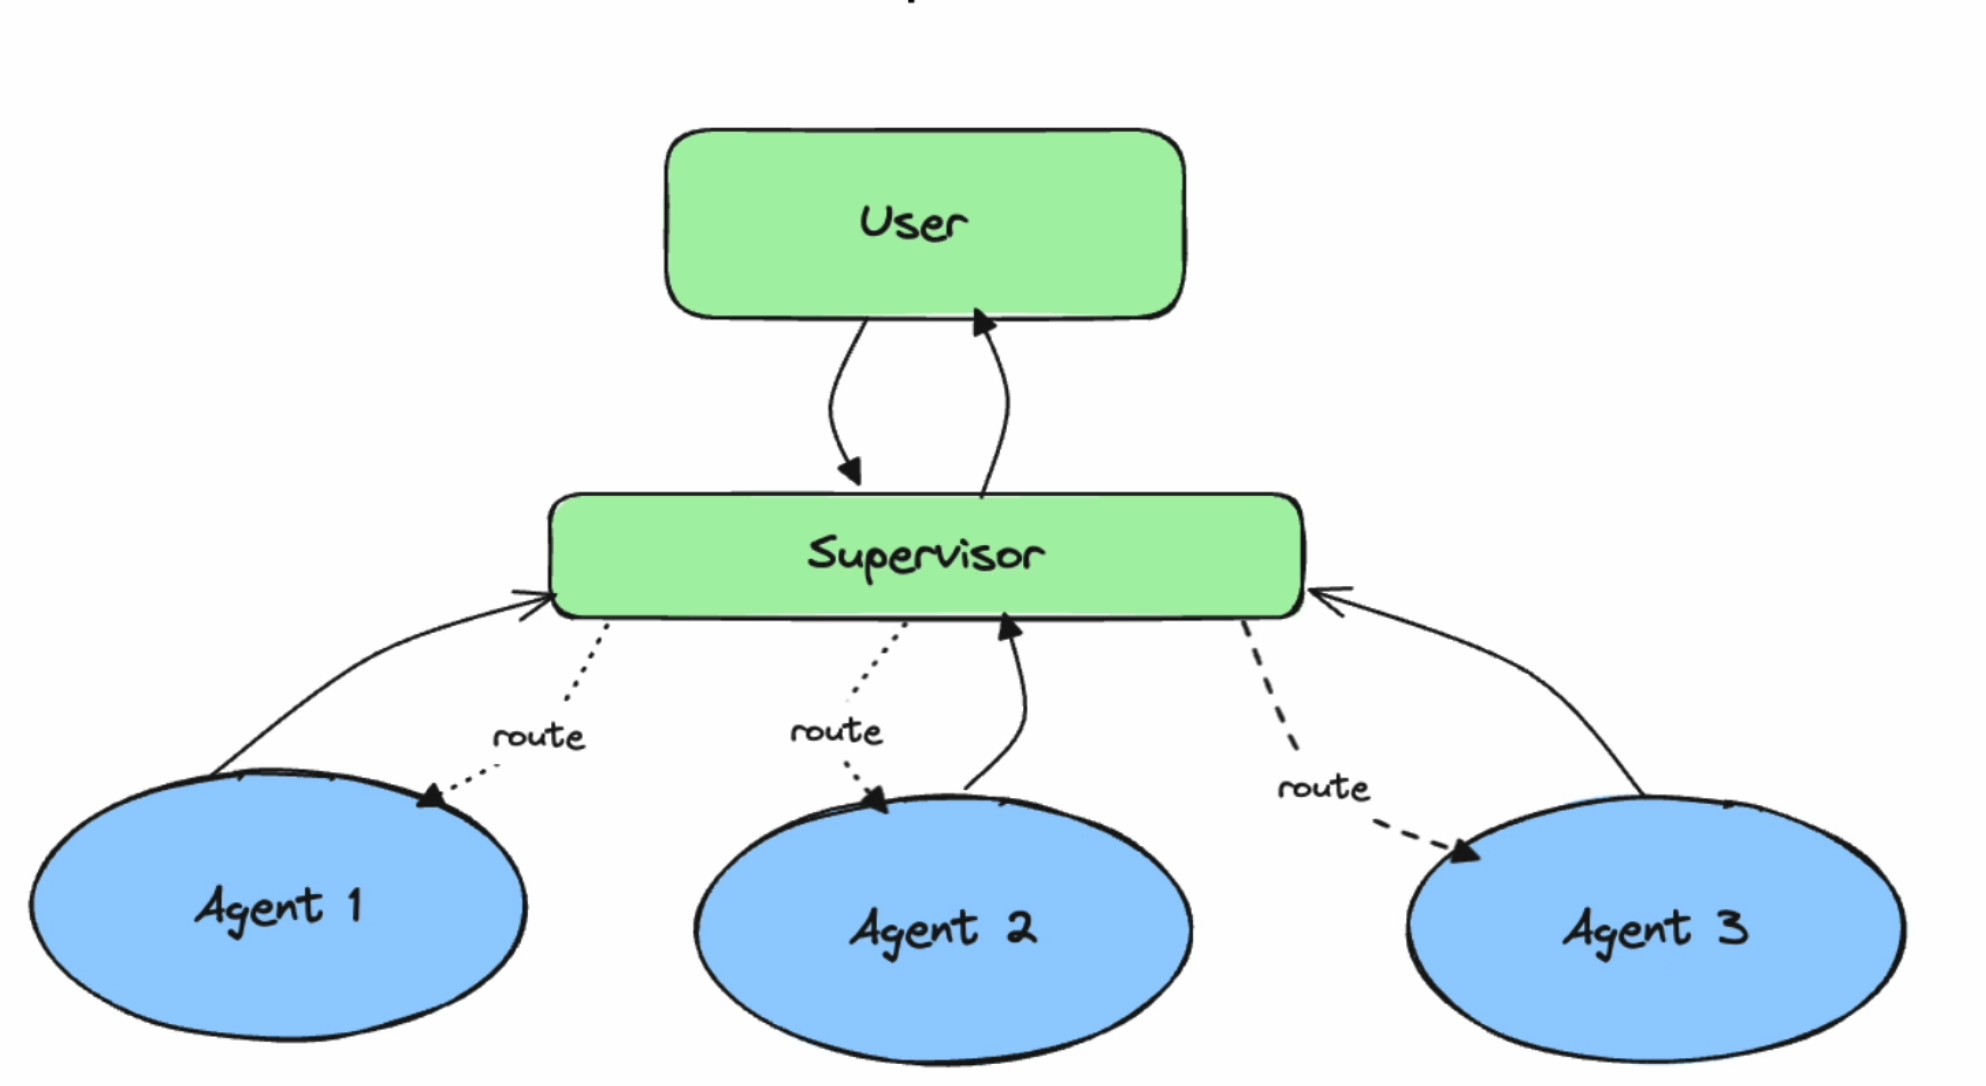 User
Supervisor
route
route
route
Agent 1
Agent 2
Agent 3